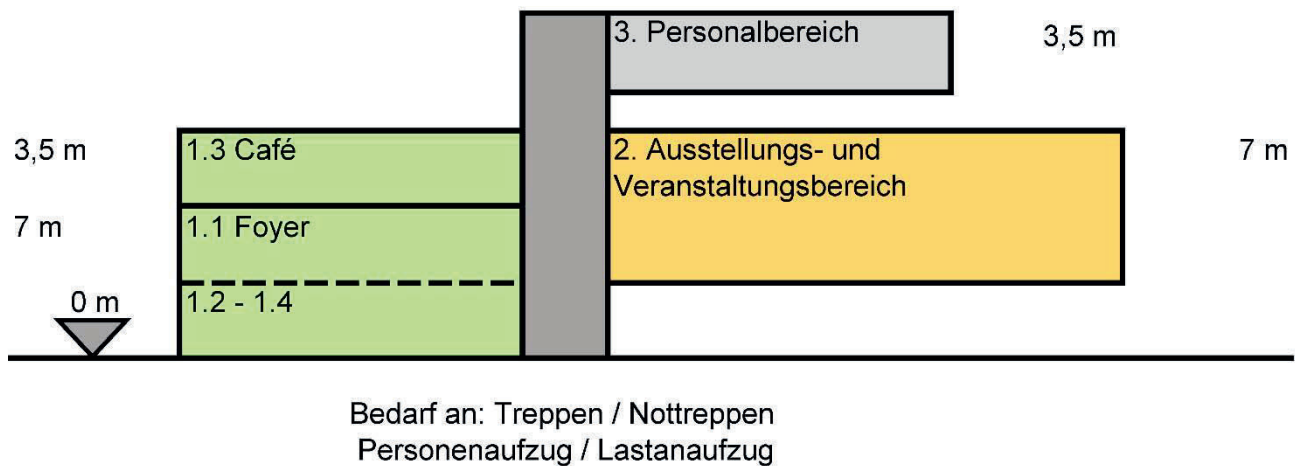 3. Personalbereich
3,5 m
3,5 m
1.3 Café
2. Ausstellungs- und
Veranstaltungsbereich
7 m
7 m
1.1 Foyer
0 m
1.2 - 1.4
Bedarf an: Treppen / Nottreppen
Personenaufzug / Lastanaufzug